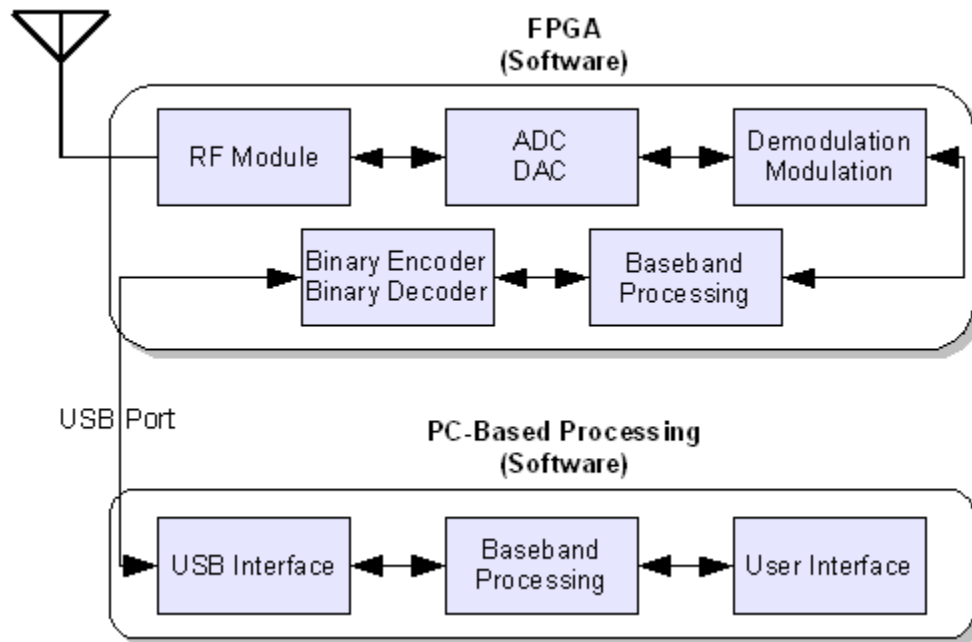 FPGA
(Software)
RF Module
ADC
DAC
Demodulation
Modulation
Binary Encoder
Binary Decoder
Baseband
Processing
USB Port
PC-Based Processing
(Software)
USB Interface
Baseband
Processing
User Interface